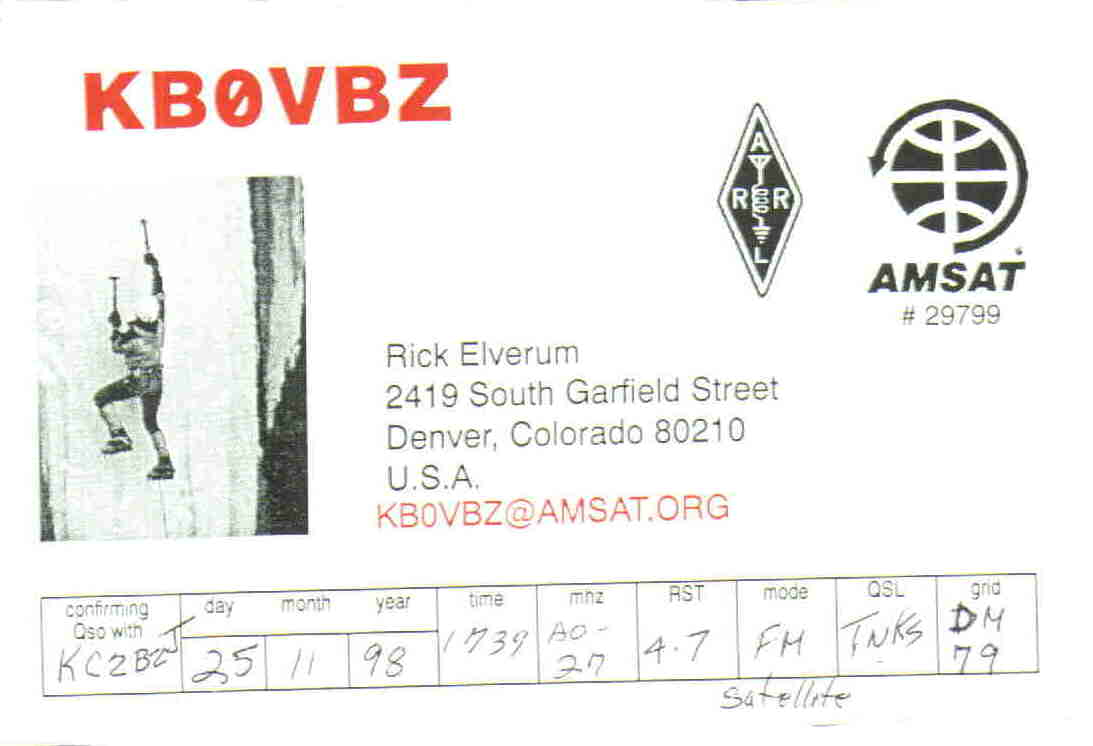 KB0VBZ
A
R R
L
AMSAT
# 29799
Rick Elverum
2419 South Garfield Street
Denver, Colorado 80210
U.S.A.
KB0VBZ@AMSAT.ORG
confirming Qso with day month year time mhz RST mode QSL grid
KC2BZJ 25 11 98 1739 AO-27 4.7 FM TNKS DM79
Satellite